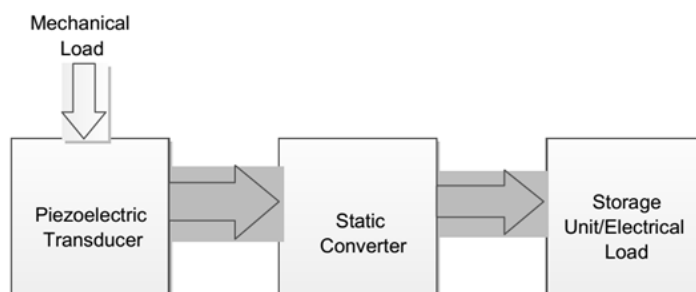 Mechanical
Load
Piezoelectric
Transducer
Static
Converter
Storage
Unit/Electrical
Load